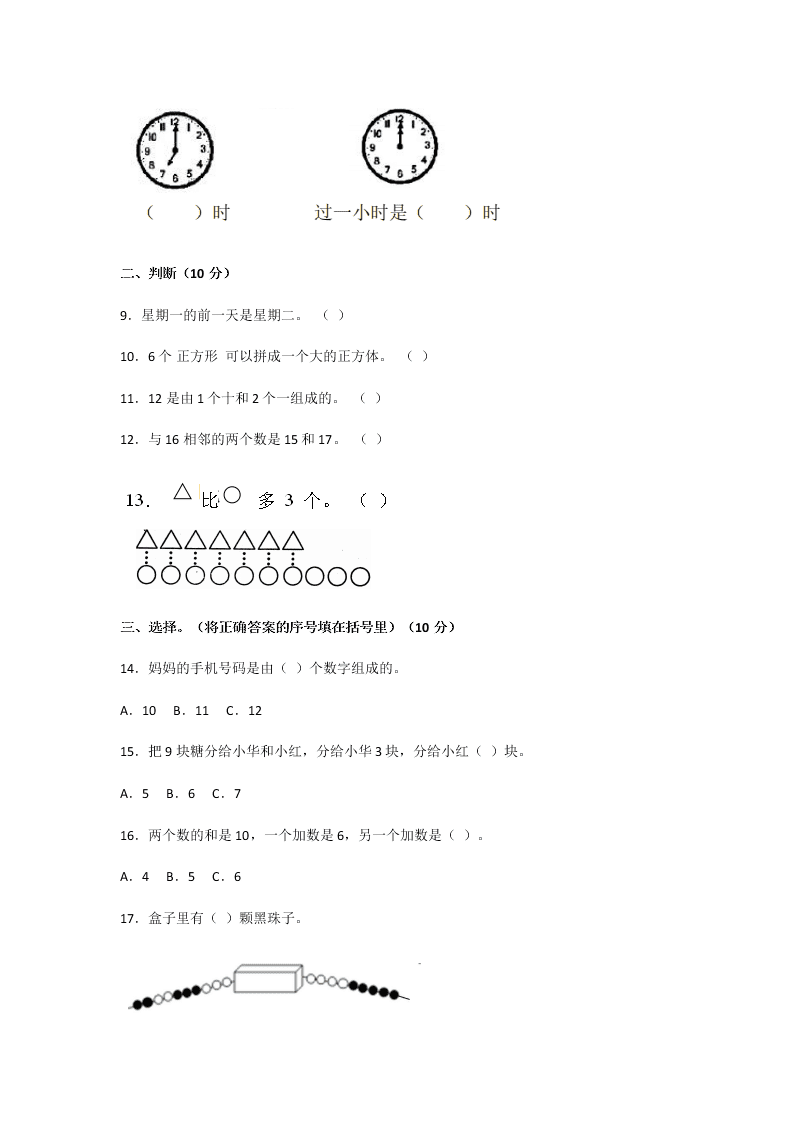 11 12 1
10 2
9 3
8 4
7 6 5
11 12 1
10 2
9 3
8 4
7 6 5
（ ）时 过一小时是（ ）时
二、判断（10 分）
9．星期一的前一天是星期二。 （ ）
10．6 个 正方形 可以拼成一个大的正方体。 （ ）
11．12 是由 1 个十和 2 个一组成的。 （ ）
12．与 16 相邻的两个数是 15 和 17。 （ ）
13． △ 比 ○ 多 3 个。 （ ）
三、选择。（将正确答案的序号填在括号里）（10 分）
14．妈妈的手机号码是由（ ）个数字组成的。
A．10 B．11 C．12
15．把 9 块糖分给小华和小红，分给小华 3 块，分给小红（ ）块。
A．5 B．6 C．7
16．两个数的和是 10，一个加数是 6，另一个加数是（ ）。
A．4 B．5 C．6
17．盒子里有（ ）颗黑珠子。